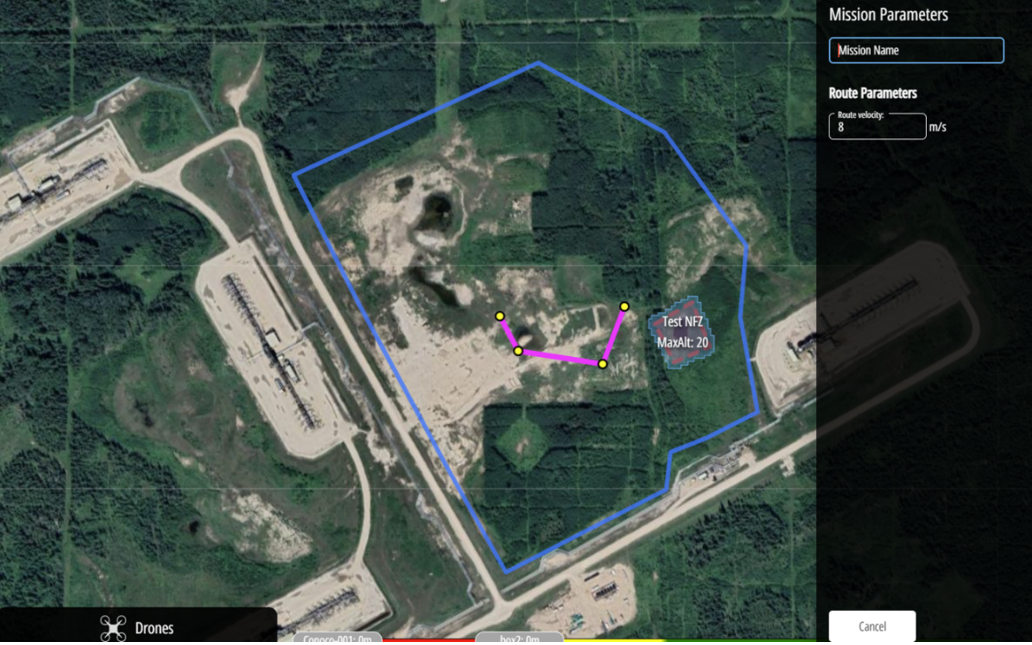 Mission Parameters
Mission Name
Route Parameters
Route velocity:
8
m/s
Test NFZ
MaxAlt: 20
Drones
Conoco-001: 0m
box2: 0m
Cancel